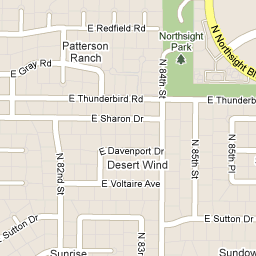 E Redfield Rd
Northsight
Park
N Northsight Bl
Patterson
Ranch
E Gray Rd
N 84th St
E Thunderbird Rd
E Thunderb
E Sharon Dr
E Davenport Dr
Desert Wind
N 82nd St
N 85th St
N 85th Pl
E Voltaire Ave
E Sutton Dr
E Sutton Dr
N 83r
Sunrise
Sundow